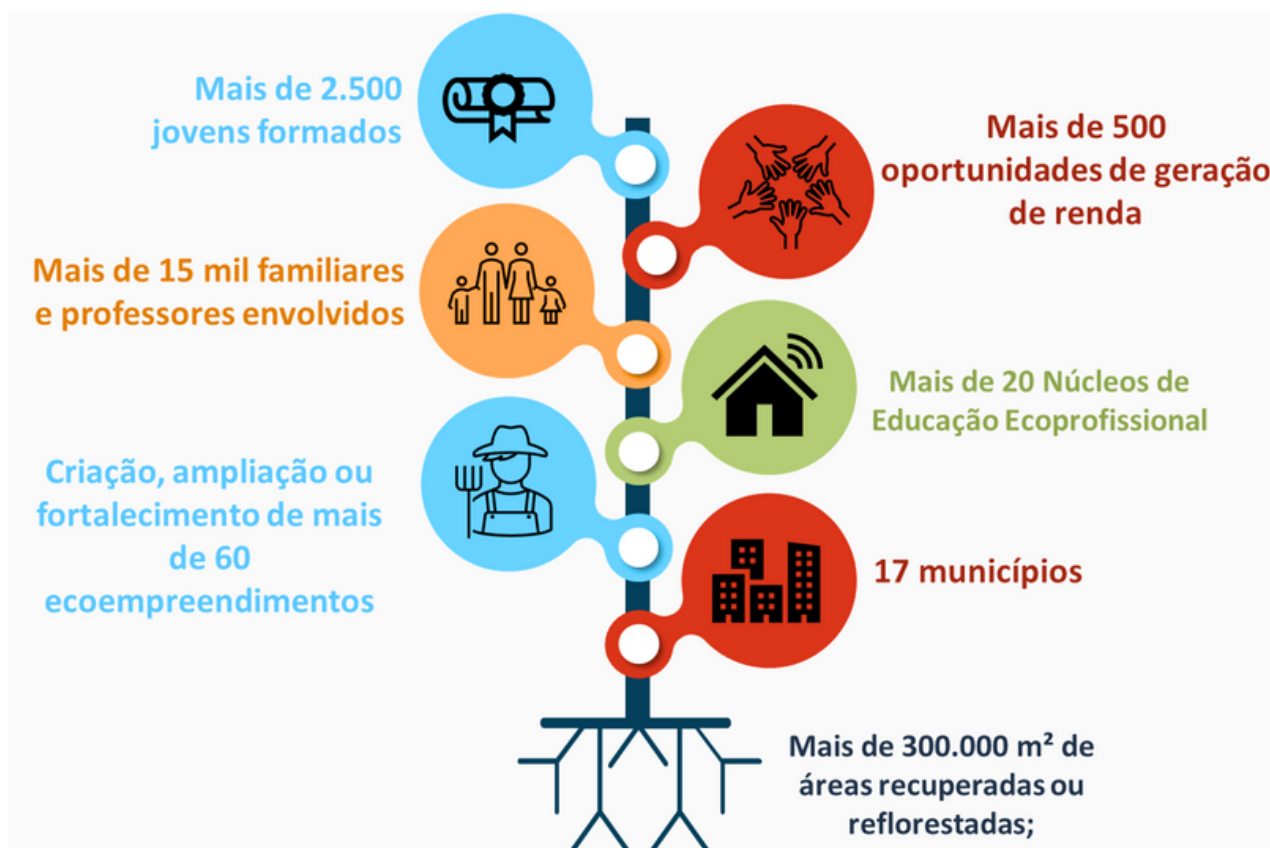 Mais de 2.500
jovens formados
Mais de 500
oportunidades de geração
de renda
Mais de 15 mil familiares
e professores envolvidos
Mais de 20 Núcleos de
Educação Ecoprofissional
Criação, ampliação ou
fortalecimento de mais
de 60
ecoempreendimentos
17 municípios
Mais de 300.000 m² de
áreas recuperadas ou
reflorestadas;